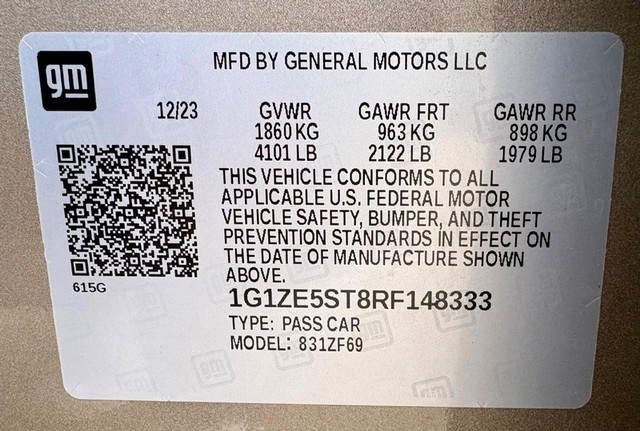 gm
MFD BY GENERAL MOTORS LLC
12/23 GVWR GAWR FRT GAWR RR
1860 KG 963 KG 898 KG
4101 LB 2122 LB 1979 LB
THIS VEHICLE CONFORMS TO ALL
APPLICABLE U.S. FEDERAL MOTOR
VEHICLE SAFETY, BUMPER, AND THEFT
PREVENTION STANDARDS IN EFFECT ON
THE DATE OF MANUFACTURE SHOWN
ABOVE.
615G
1G1ZE5ST8RF148333
TYPE: PASS CAR
MODEL: 831ZF69